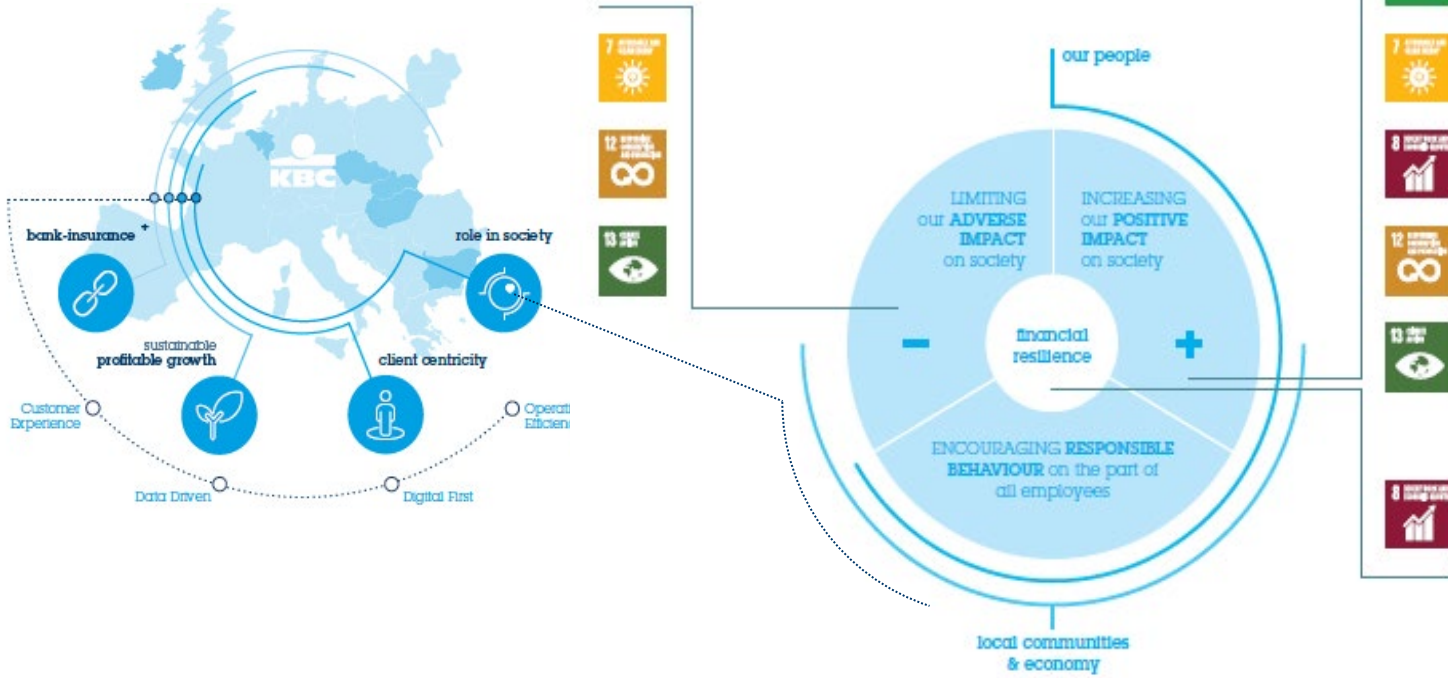 KBC
bank-insurance +
role in society
sustainable
profitable growth
client centricity
Customer
Experience
Data Driven
Digital First
Operati
Efficien
7
12
13
our people
LIMITING
our ADVERSE
IMPACT
on society
INCREASING
our POSITIVE
IMPACT
on society
-
financial
resilience
+
ENCOURAGING RESPONSIBLE
BEHAVIOUR on the part of
all employees
local communities
& economy
7
8
12
13
8